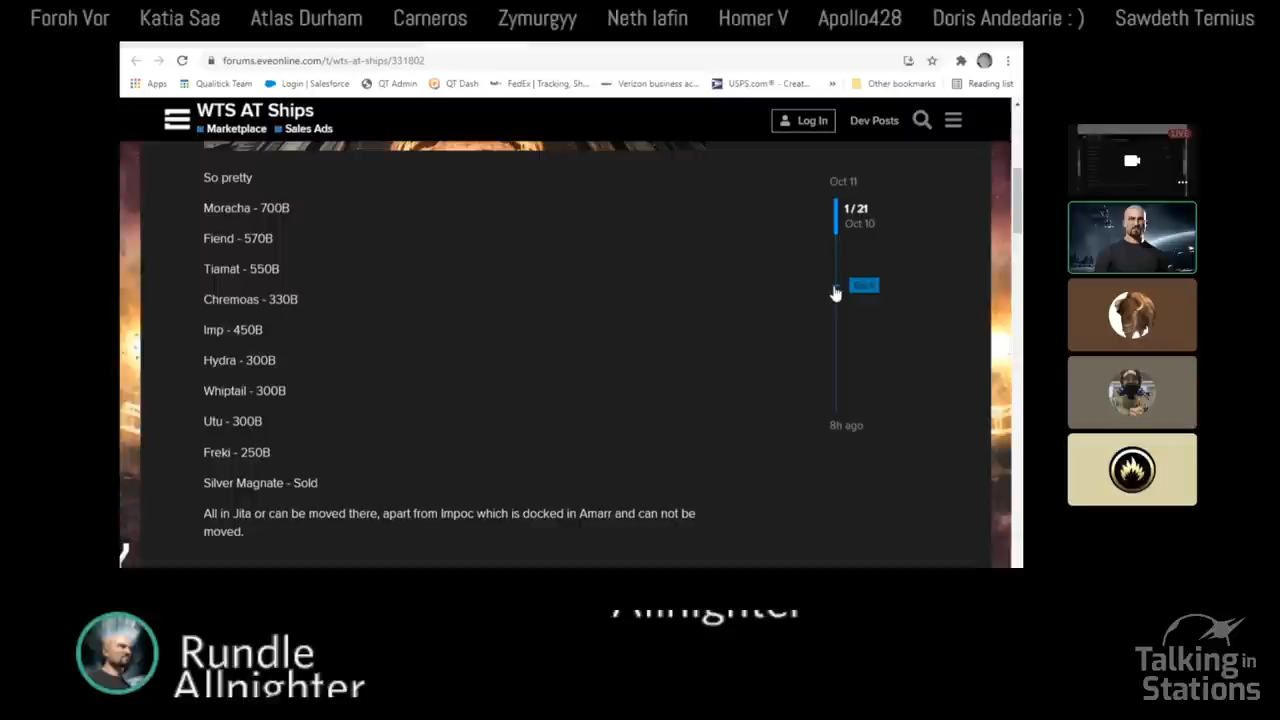 Foroh Vor Katia Sae Atlas Durham Carneros Zymurgyy Neth Iafin Homer V Apollo428 Doris Andedarie : ) Sawdeth Ternius
forums.eveonline.com/t/wts-at-ships/331802
Apps Qualitick Team Login | Salesforce QT Admin QT Dash FedEx | Tracking, Sh... Verizon business ac... USPS.com® - Creat... » Other bookmarks Reading list
WTS AT Ships
Marketplace Sales Ads
Log In Dev Posts
So pretty
Moracha - 700B
Fiend - 570B
Tiamat - 550B
Chremoas - 330B
Imp - 450B
Hydra - 300B
Whiptail - 300B
Utu - 300B
Freki - 250B
Silver Magnate - Sold
All in Jita or can be moved there, apart from Impoc which is docked in Amarr and can not be
moved.
Oct 11
1 / 21
Oct 10
8h ago
LIVE
Allnighter
Rundle
Allnighter
Talking in
Stations